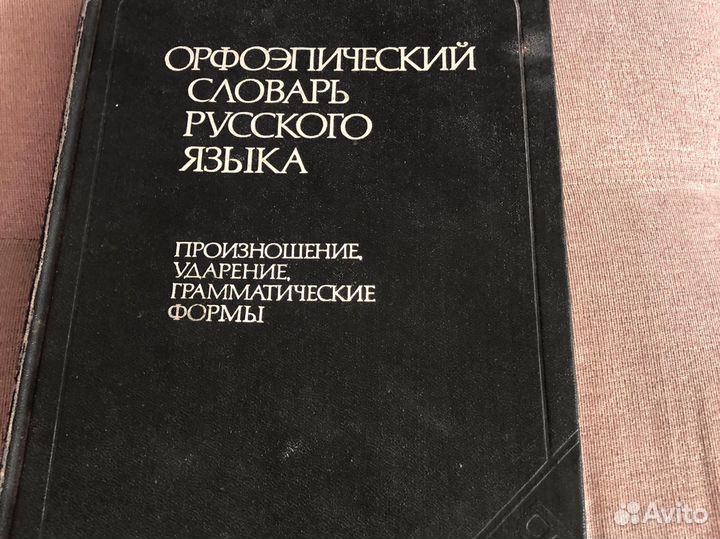 ОРФОЭПИЧЕСКИЙ
СЛОВАРЬ
РУССКОГО
ЯЗЫКА
ПРОИЗНОШЕНИЕ,
УДАРЕНИЕ,
ГРАММАТИЧЕСКИЕ
ФОРМЫ
Avito